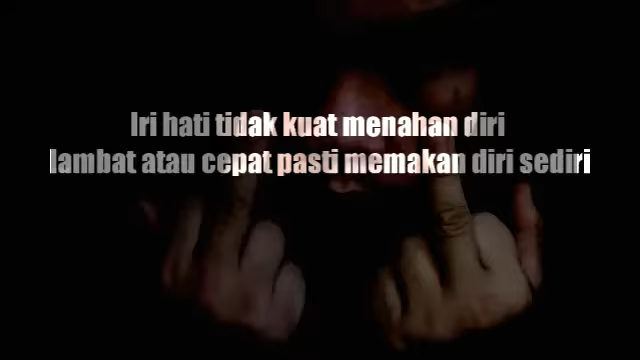 Iri hati tidak kuat menahan diri
lambat atau cepat pasti memakan diri sediri